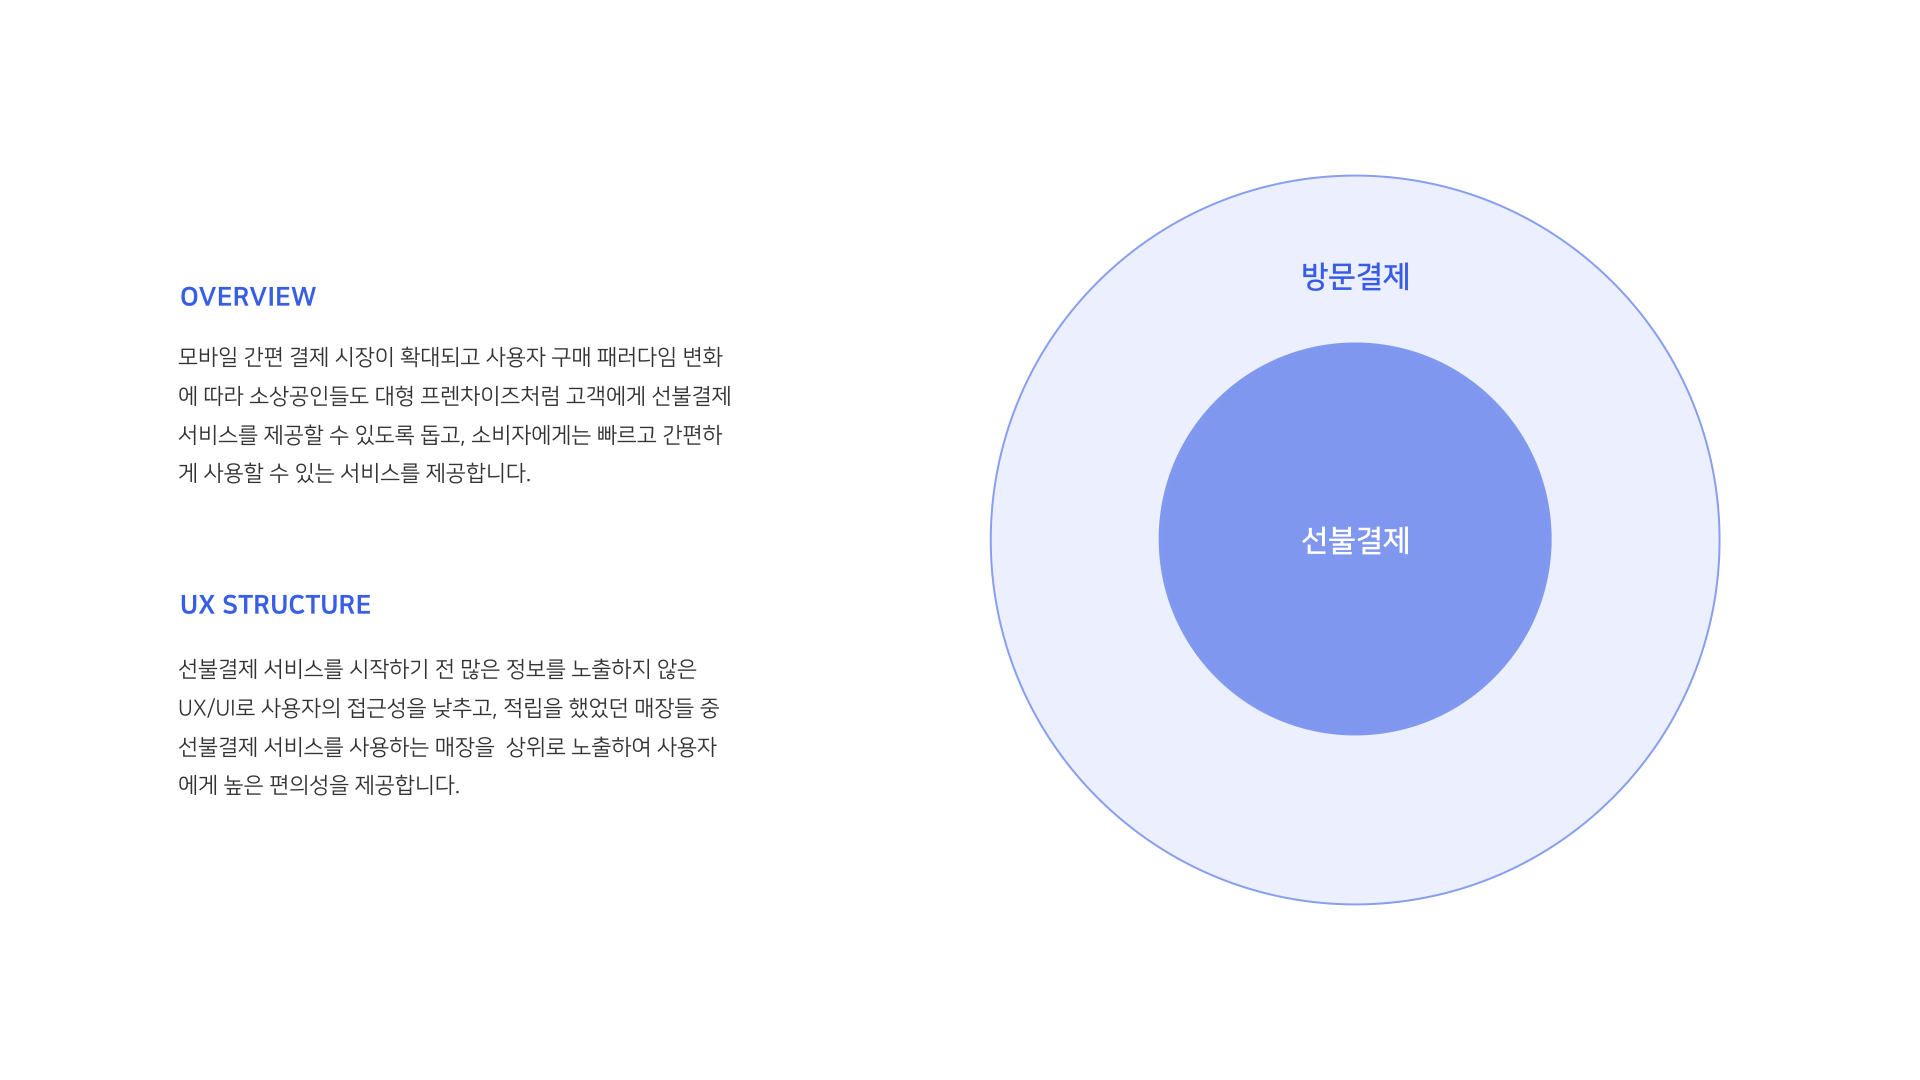 OVERVIEW
모바일 간편 결제 시장이 확대되고 사용자 구매 패러다임 변화
에 따라 소상공인들도 대형 프렌차이즈처럼 고객에게 선불결제
서비스를 제공할 수 있도록 돕고, 소비자에게는 빠르고 간편하
게 사용할 수 있는 서비스를 제공합니다.
UX STRUCTURE
선불결제 서비스를 시작하기 전 많은 정보를 노출하지 않은
UX/UI로 사용자의 접근성을 낮추고, 적립을 했었던 매장들 중
선불결제 서비스를 사용하는 매장을  상위로 노출하여 사용자
에게 높은 편의성을 제공합니다.
방문결제
선불결제